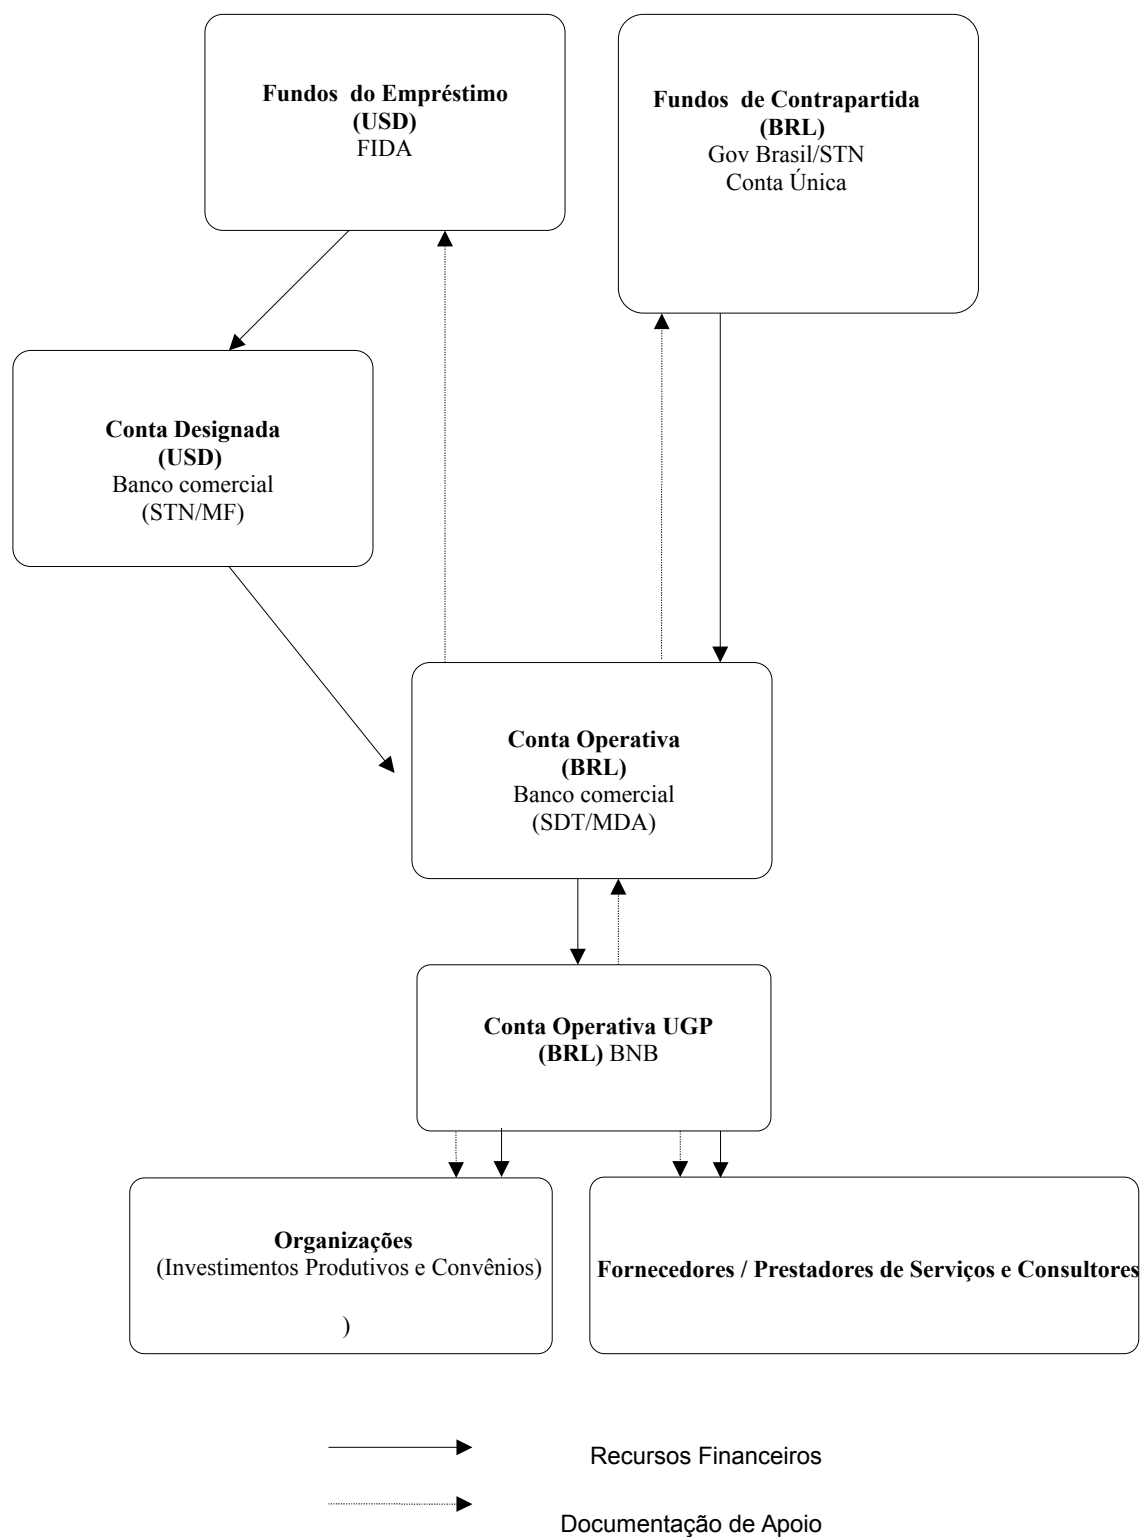 Fundos do Empréstimo
(USD)
FIDA
Fundos de Contrapartida
(BRL)
Gov Brasil/STN
Conta Única
Conta Designada
(USD)
Banco comercial
(STN/MF)
Conta Operativa
(BRL)
Banco comercial
(SDT/MDA)
Conta Operativa UGP
(BRL) BNB
Organizações
(Investimentos Produtivos e Convênios)
)
Fornecedores / Prestadores de Serviços e Consultores
Recursos Financeiros
Documentação de Apoio